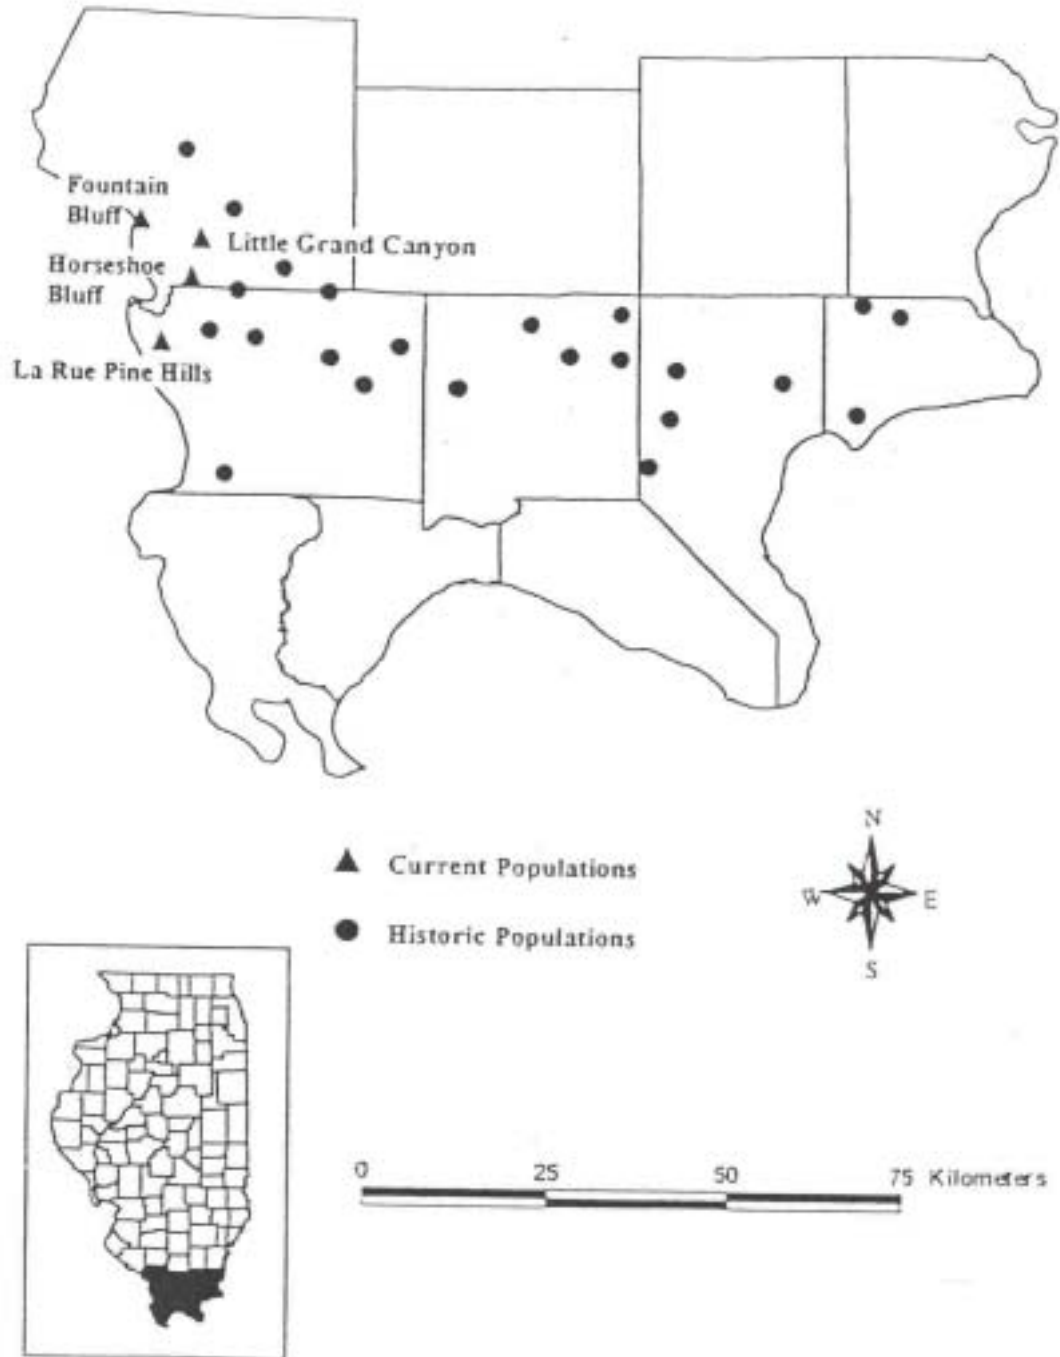 Fountain
Bluff
Little Grand Canyon
Horseshoe
Bluff
La Rue Pine Hills
Current Populations
Historic Populations
N
W
E
S
0 25 50 75 Kilometers